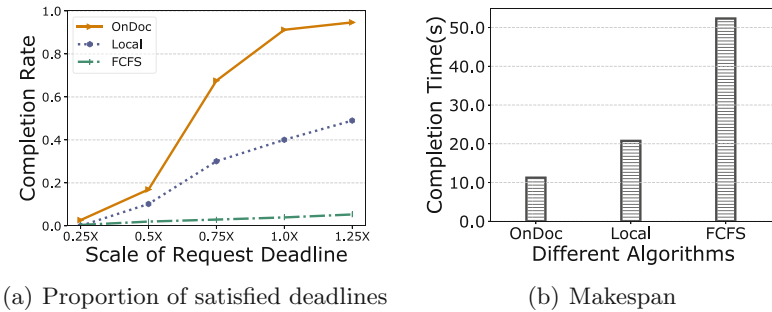 1.0
0.8
0.6
0.4
0.2
0.0
Completion Rate
OnDoc
Local
FCFS
0.25X 0.5X 0.75X 1.0X 1.25X
Scale of Request Deadline
(a) Proportion of satisfied deadlines
50.0
40.0
30.0
20.0
10.0
0.0
Completion Time(s)
OnDoc Local FCFS
Different Algorithms
(b) Makespan